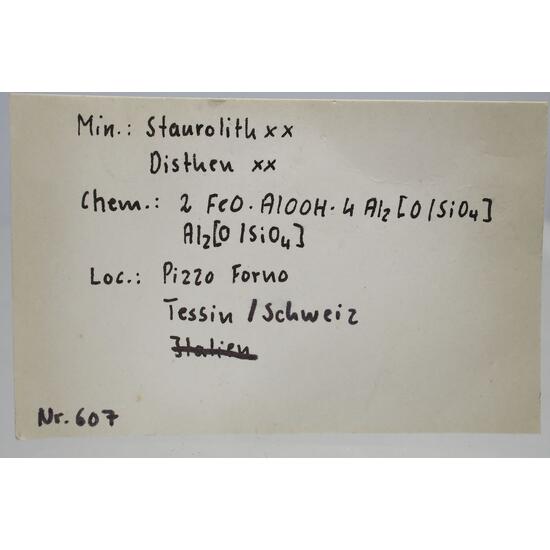 Min.: Staurolith xx
Disthen xx
Chem.: 2 FeO·AlOOH·4 Al₂[O/SiO₄]
Al₂[O/SiO₄]
Loc.: Pizzo Forno
Tessin / Schweiz
Italien
Nr. 607